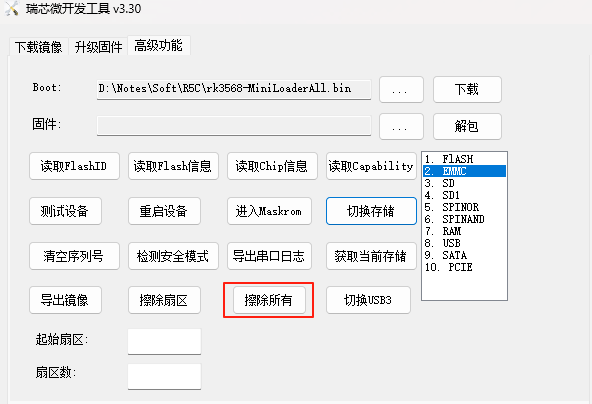 瑞芯微开发工具 v3.30
下载镜像 升级固件 高级功能
Boot: D:\Notes\Soft\R5C\rk3568-MiniLoaderAll.bin ... 下载
固件: ... 解包
读取FlashID 读取Flash信息 读取Chip信息 读取Capability
测试设备 重启设备 进入Maskrom 切换存储
清空序列号 检测安全模式 导出串口日志 获取当前存储
导出镜像 擦除扇区 擦除所有 切换USB3
1. FlASH
2. EMMC
3. SD
4. SD1
5. SPINOR
6. SPINAND
7. RAM
8. USB
9. SATA
10. PCIE
起始扇区:
扇区数: